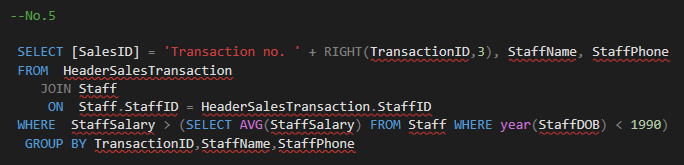 --No.5
SELECT [SalesID] = 'Transaction no. ' + RIGHT(TransactionID,3), StaffName, StaffPhone
FROM HeaderSalesTransaction
JOIN Staff
ON Staff.StaffID = HeaderSalesTransaction.StaffID
WHERE StaffSalary > (SELECT AVG(StaffSalary) FROM Staff WHERE year(StaffDOB) < 1990)
GROUP BY TransactionID,StaffName,StaffPhone